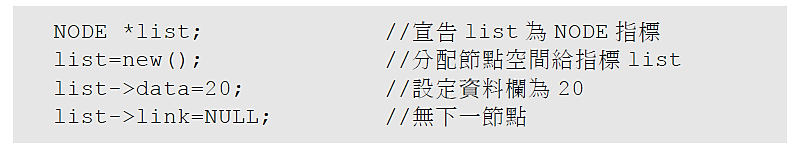 NODE *list; //宣告 list 為 NODE 指標
list=new(); //分配節點空間給指標 list
list->data=20; //設定資料欄為 20
list->link=NULL; //無下一節點